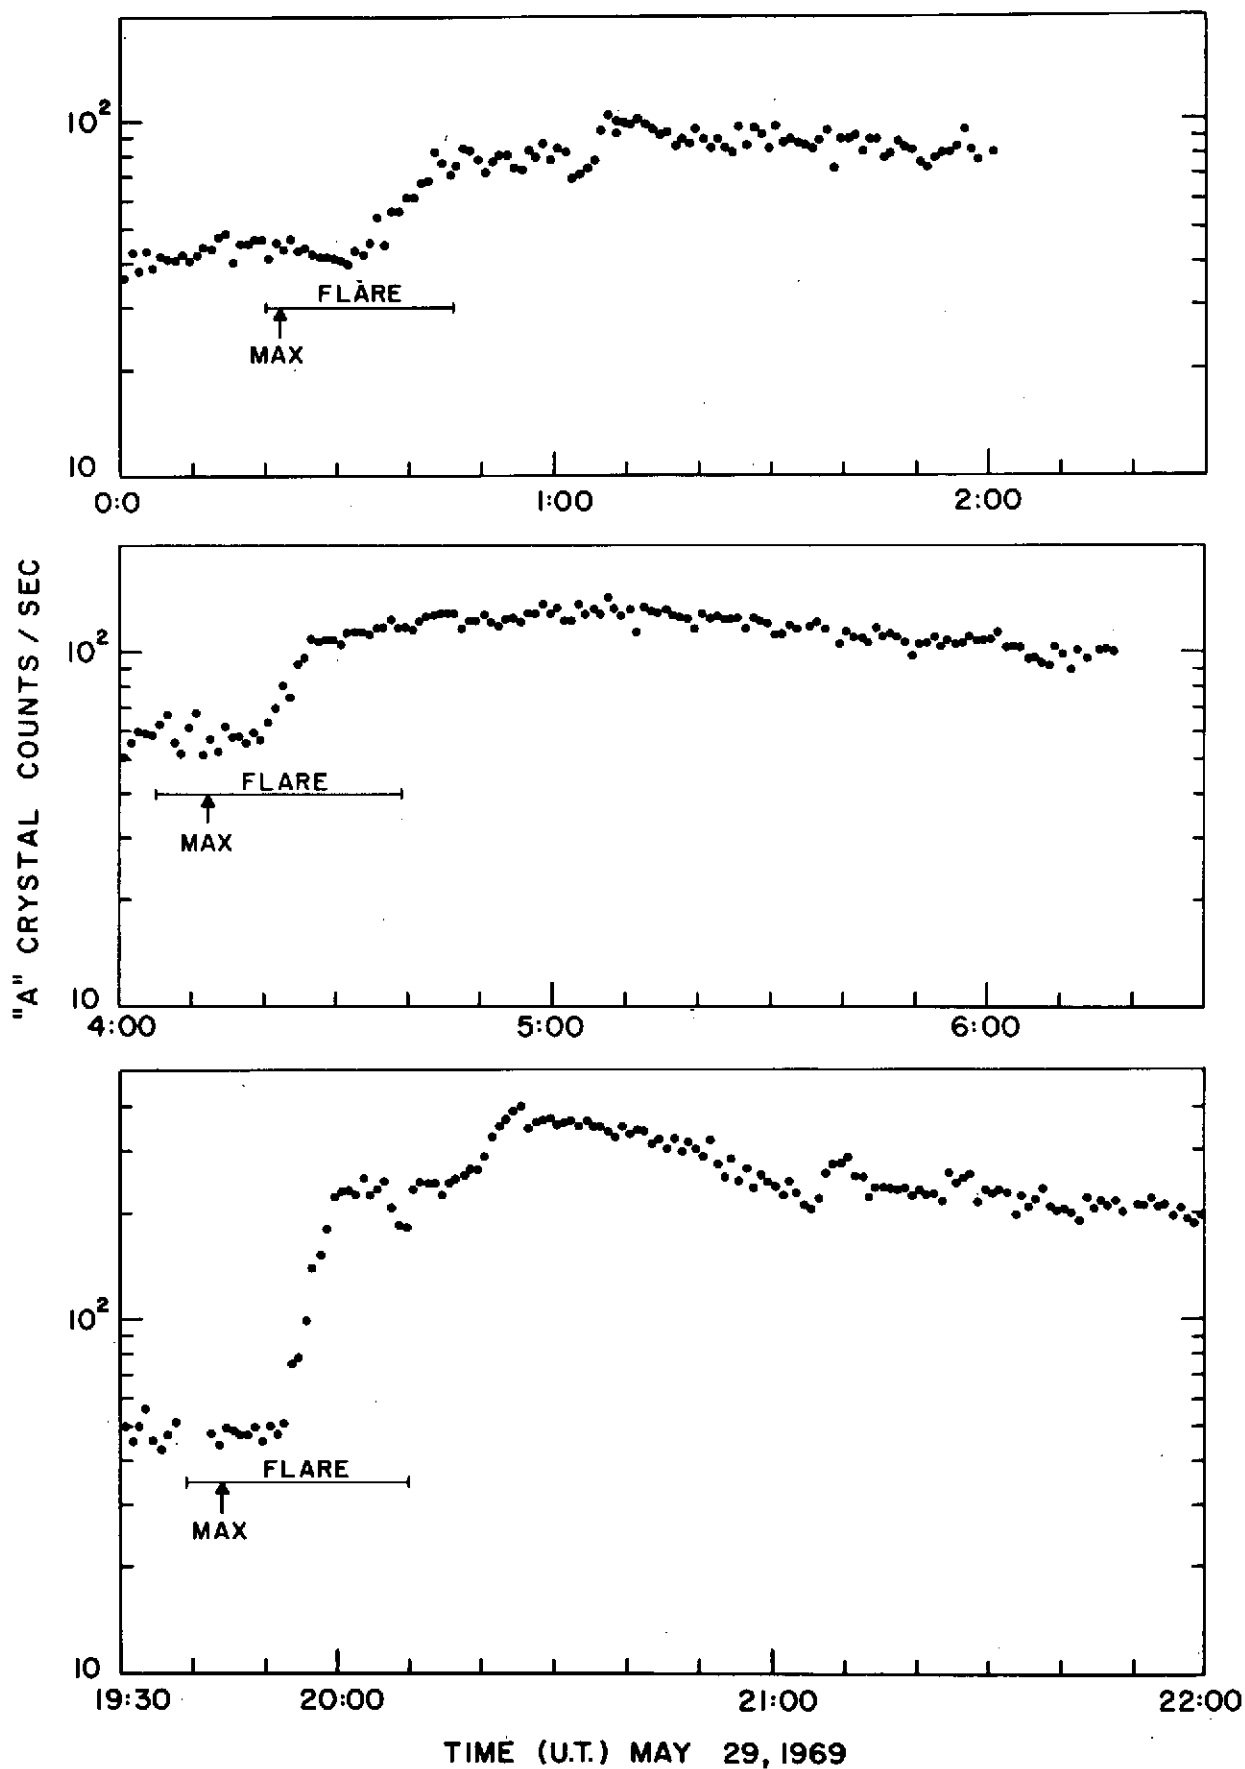 "A" CRYSTAL COUNTS / SEC
10²
FLARE
MAX
10
0:0 1:00 2:00
10²
FLARE
MAX
10
4:00 5:00 6:00
10²
FLARE
MAX
10
19:30 20:00 21:00 22:00
TIME (U.T.) MAY 29, 1969